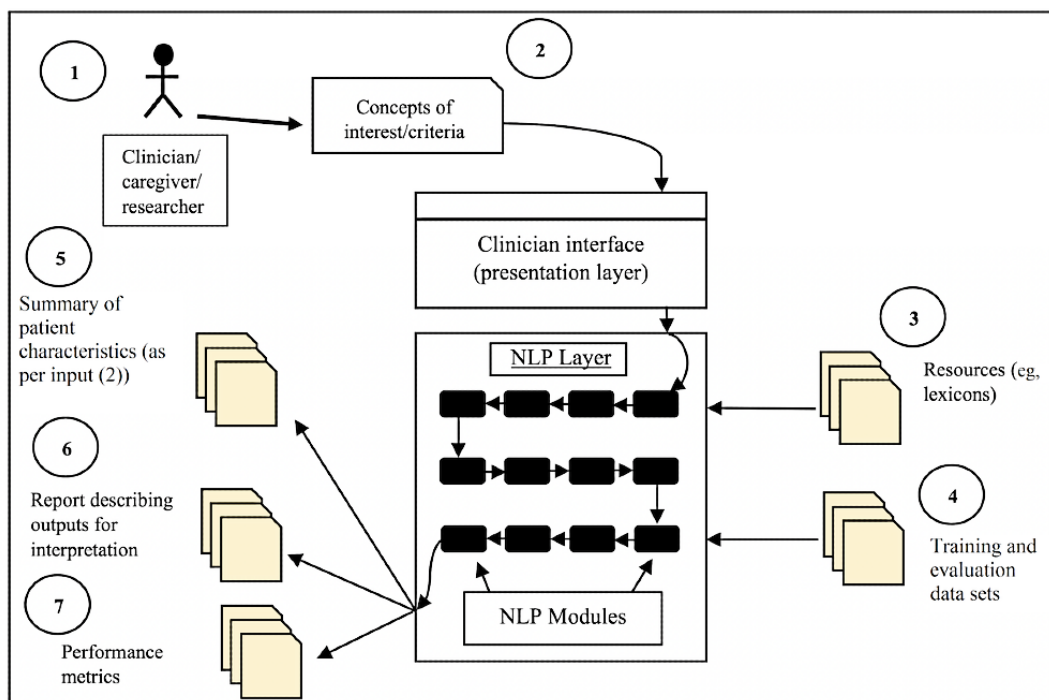 1
2
Concepts of
interest/criteria
Clinician/
caregiver/
researcher
Clinician interface
(presentation layer)
5
Summary of
patient
characteristics (as
per input (2))
3
Resources (eg,
lexicons)
NLP Layer
6
Report describing
outputs for
interpretation
4
Training and
evaluation
data sets
7
Performance
metrics
NLP Modules